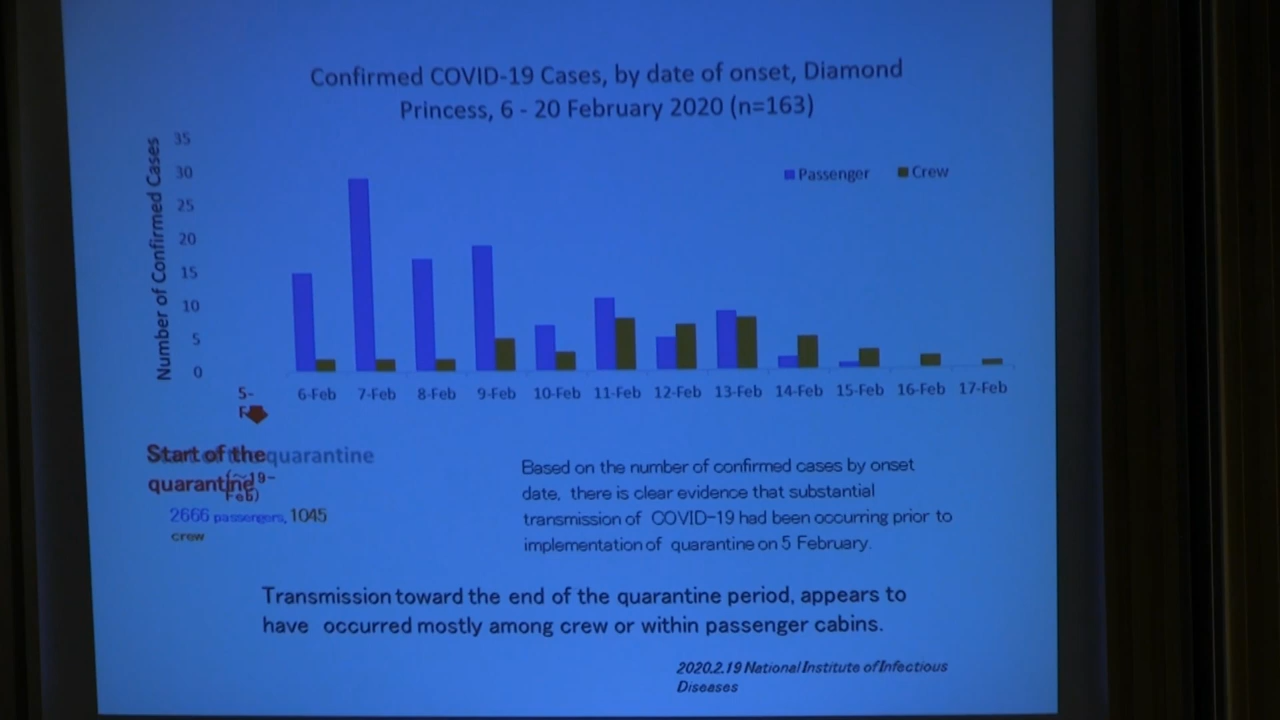 Confirmed COVID-19 Cases, by date of onset, Diamond
Princess, 6 - 20 February 2020 (n=163)
Number of Confirmed Cases
35
30
25
20
15
10
5
0
Passenger
Crew
5-
6-Feb
7-Feb
8-Feb
9-Feb
10-Feb
11-Feb
12-Feb
13-Feb
14-Feb
15-Feb
16-Feb
17-Feb
Start of the quarantine
quarantine
(~19-
Feb)
2666 passengers, 1045
crew
Based on the number of confirmed cases by onset
date, there is clear evidence that substantial
transmission of COVID-19 had been occurring prior to
implementation of quarantine on 5 February.
Transmission toward the end of the quarantine period, appears to
have occurred mostly among crew or within passenger cabins.
2020.2.19 National Institute of Infectious
Diseases